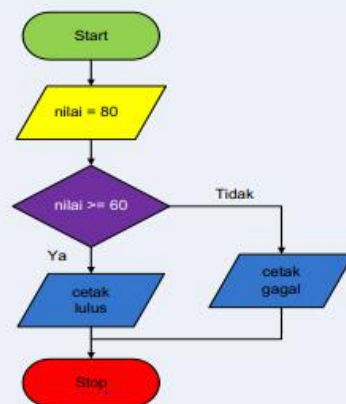 Start
nilai = 80
nilai >= 60
Tidak
Ya
cetak
lulus
cetak
gagal
Stop